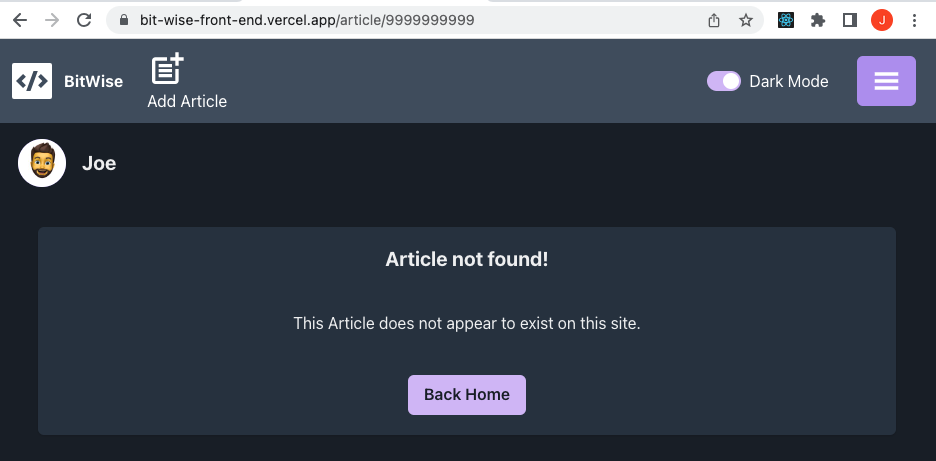 bit-wise-front-end.vercel.app/article/9999999999
J
</> BitWise
Add Article
Dark Mode
Joe
Article not found!
This Article does not appear to exist on this site.
Back Home